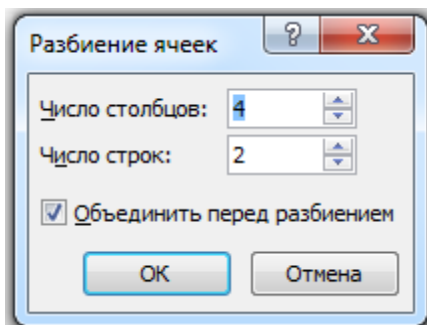 Разбиение ячеек
Число столбцов: 4
Число строк: 2
Объединить перед разбиением
ОК Отмена